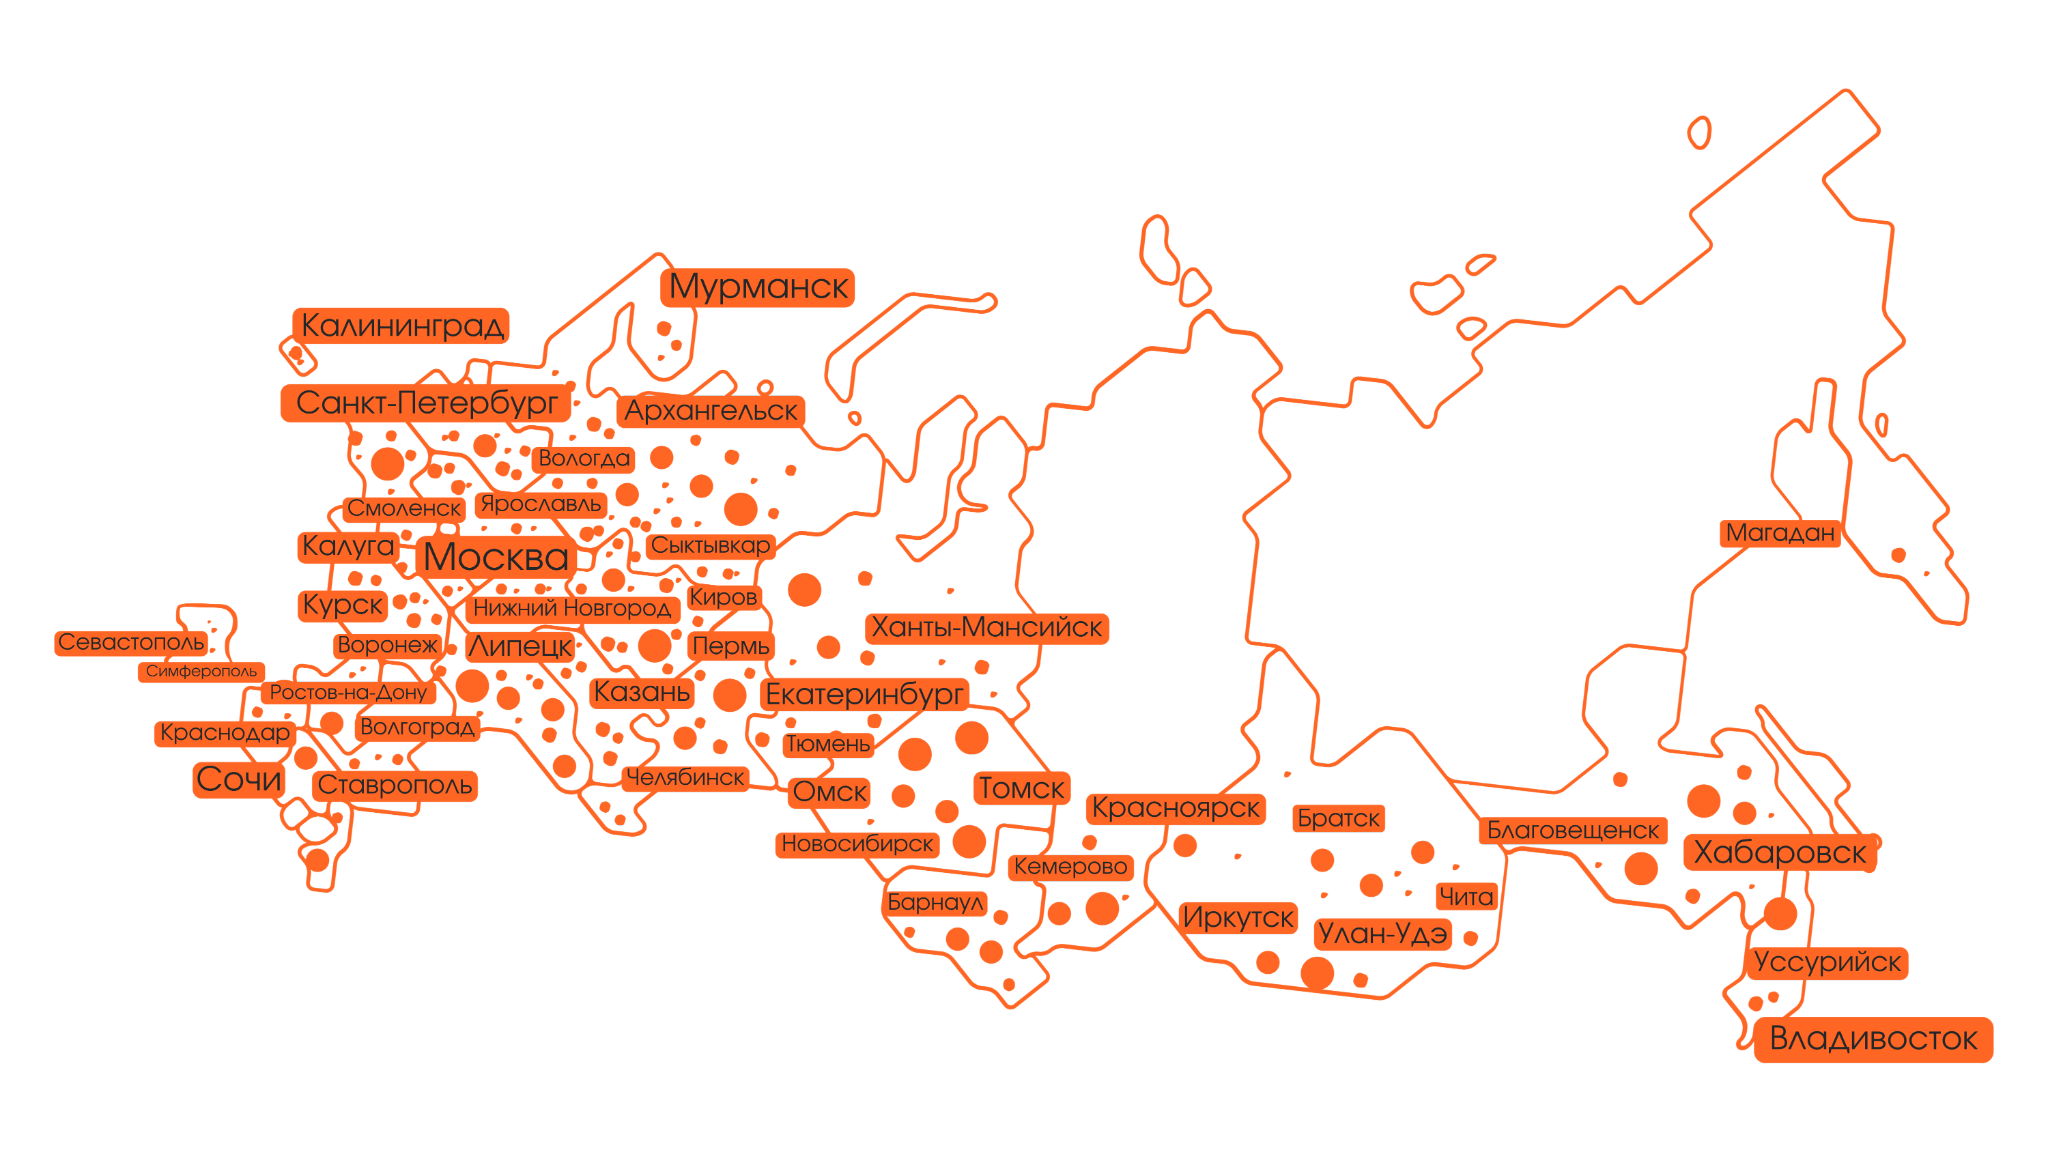 Мурманск
Калининград
Санкт-Петербург
Архангельск
Вологда
Ярославль
Смоленск
Калуга
Москва
Сыктывкар
Магадан
Курск
Нижний Новгород
Киров
Ханты-Мансийск
Севастополь
Воронеж
Липецк
Пермь
Симферополь
Ростов-на-Дону
Казань
Екатеринбург
Краснодар
Волгоград
Тюмень
Сочи
Ставрополь
Челябинск
Омск
Томск
Красноярск
Братск
Благовещенск
Новосибирск
Хабаровск
Кемерово
Барнаул
Чита
Иркутск
Улан-Удэ
Уссурийск
Владивосток